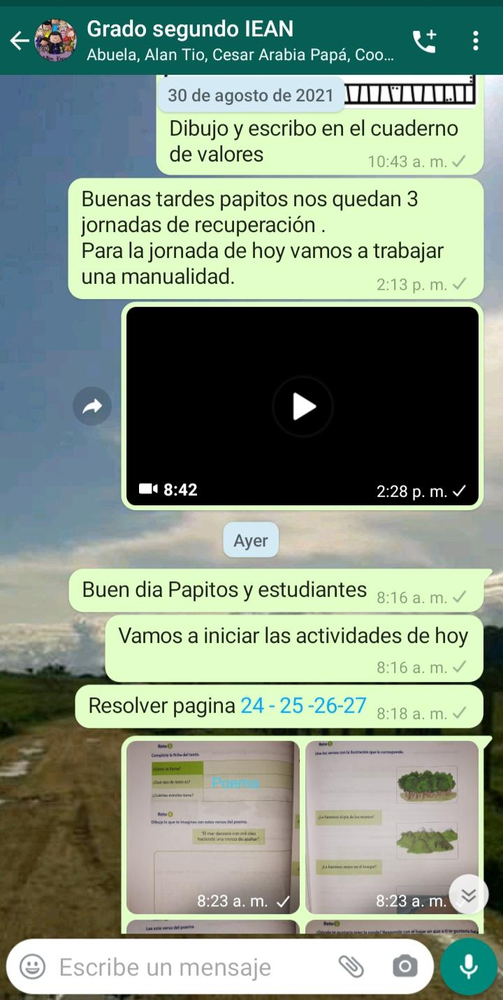 Grado segundo IEAN
Abuela, Alan Tio, Cesar Arabia Papá, Coo...
30 de agosto de 2021
Dibujo y escribo en el cuaderno
de valores
10:43 a. m.
Buenas tardes papitos nos quedan 3
jornadas de recuperación .
Para la jornada de hoy vamos a trabajar
una manualidad.
2:13 p. m.
8:42
2:28 p. m.
Ayer
Buen dia Papitos y estudiantes
8:16 a. m.
Vamos a iniciar las actividades de hoy
8:16 a. m.
Resolver pagina 24 - 25 -26-27
8:18 a. m.
Reto
Completa la ficha del texto.
¿Cómo se llama?
¿Qué tipo de texto es?
Poema
¿Cuántas estrofas tiene?
Reto
Dibuja lo que te imaginas con estos versos del poema.
"El mar danzará con mil olas
haciendo una trenza de azahar".
8:23 a. m.
Reto
Une los versos con la ilustración que le corresponde.
¿La haremos al pie de los montes?
¿La haremos mejor en el bosque?
8:23 a. m.
Lee este verso del poema.
Reto
¿Dónde te gustaría tejer la ronda? Responde con el lugar en que a ti te gustaría
Escribe un mensaje